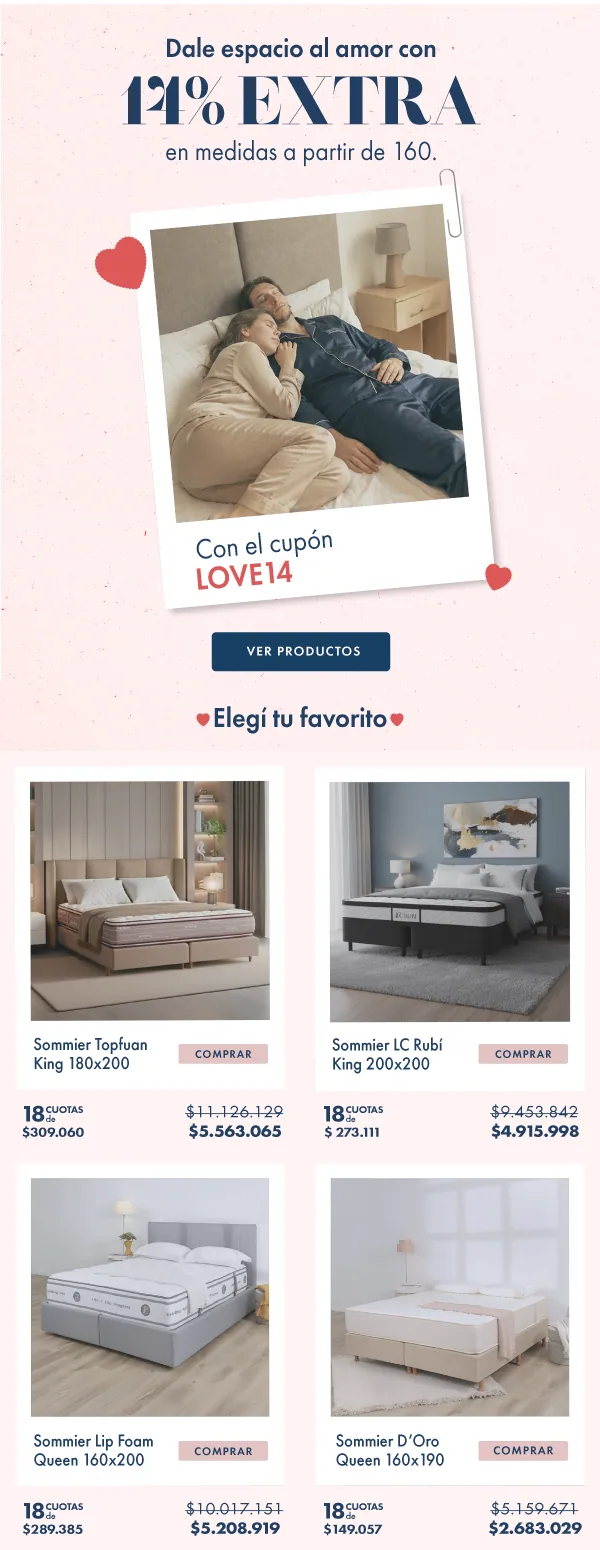 Dale espacio al amor con
14% EXTRA
en medidas a partir de 160.
Con el cupón
LOVE14
VER PRODUCTOS
Elegí tu favorito
LC RUBÍ
Sommier Topfuan
King 180x200
COMPRAR
Sommier LC Rubí
King 200x200
COMPRAR
18 CUOTAS
de
$309.060
$11.126.129
$5.563.065
18 CUOTAS
de
$ 273.111
$9.453.842
$4.915.998
Sommier Lip Foam
Queen 160x200
COMPRAR
Sommier D’Oro
Queen 160x190
COMPRAR
18 CUOTAS
de
$289.385
$10.017.151
$5.208.919
18 CUOTAS
de
$149.057
$5.159.671
$2.683.029